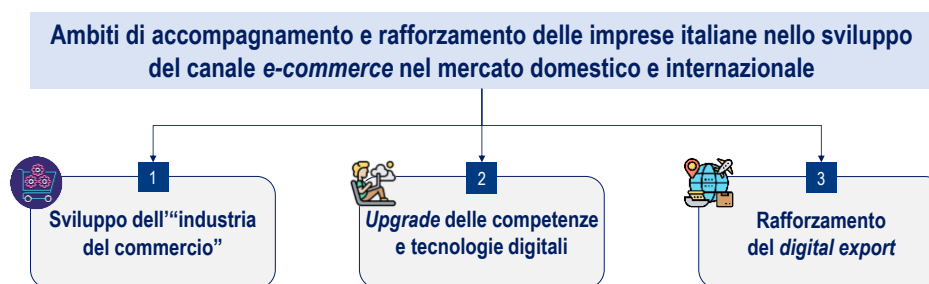 Ambiti di accompagnamento e rafforzamento delle imprese italiane nello sviluppo
del canale e-commerce nel mercato domestico e internazionale
1
Sviluppo dell'“industria
del commercio”
2
Upgrade delle competenze
e tecnologie digitali
3
Rafforzamento
del digital export